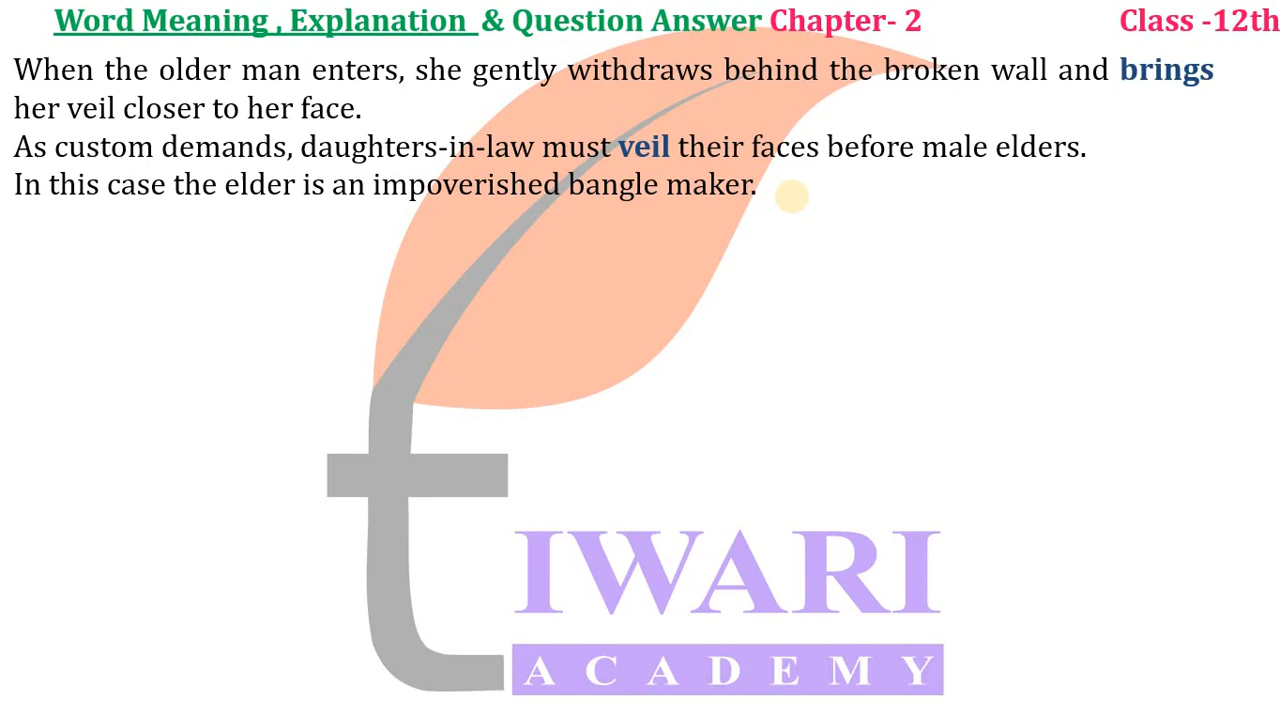 Word Meaning , Explanation & Question Answer Chapter- 2 Class -12th
When the older man enters, she gently withdraws behind the broken wall and brings
her veil closer to her face.
As custom demands, daughters-in-law must veil their faces before male elders.
In this case the elder is an impoverished bangle maker.
tIWARI
ACADEMY